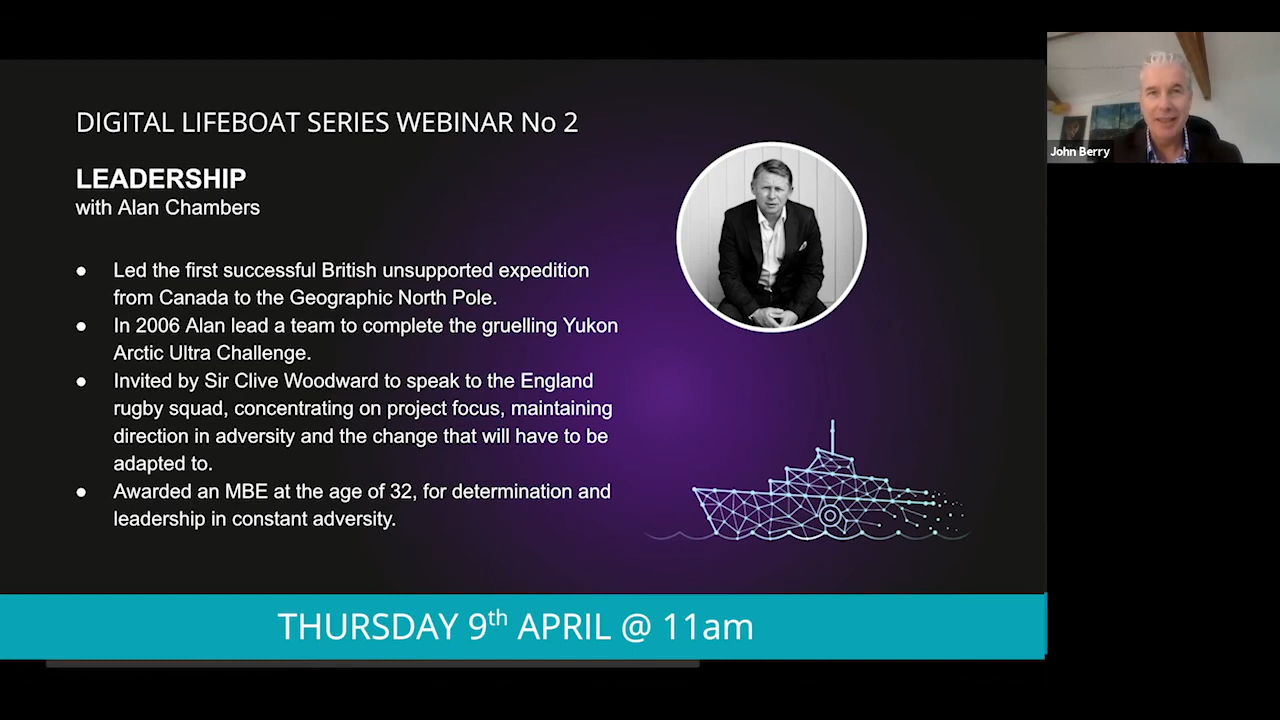 DIGITAL LIFEBOAT SERIES WEBINAR No 2
LEADERSHIP
with Alan Chambers
● Led the first successful British unsupported expedition
from Canada to the Geographic North Pole.
● In 2006 Alan lead a team to complete the gruelling Yukon
Arctic Ultra Challenge.
● Invited by Sir Clive Woodward to speak to the England
rugby squad, concentrating on project focus, maintaining
direction in adversity and the change that will have to be
adapted to.
● Awarded an MBE at the age of 32, for determination and
leadership in constant adversity.
THURSDAY 9th APRIL @ 11am
John Berry